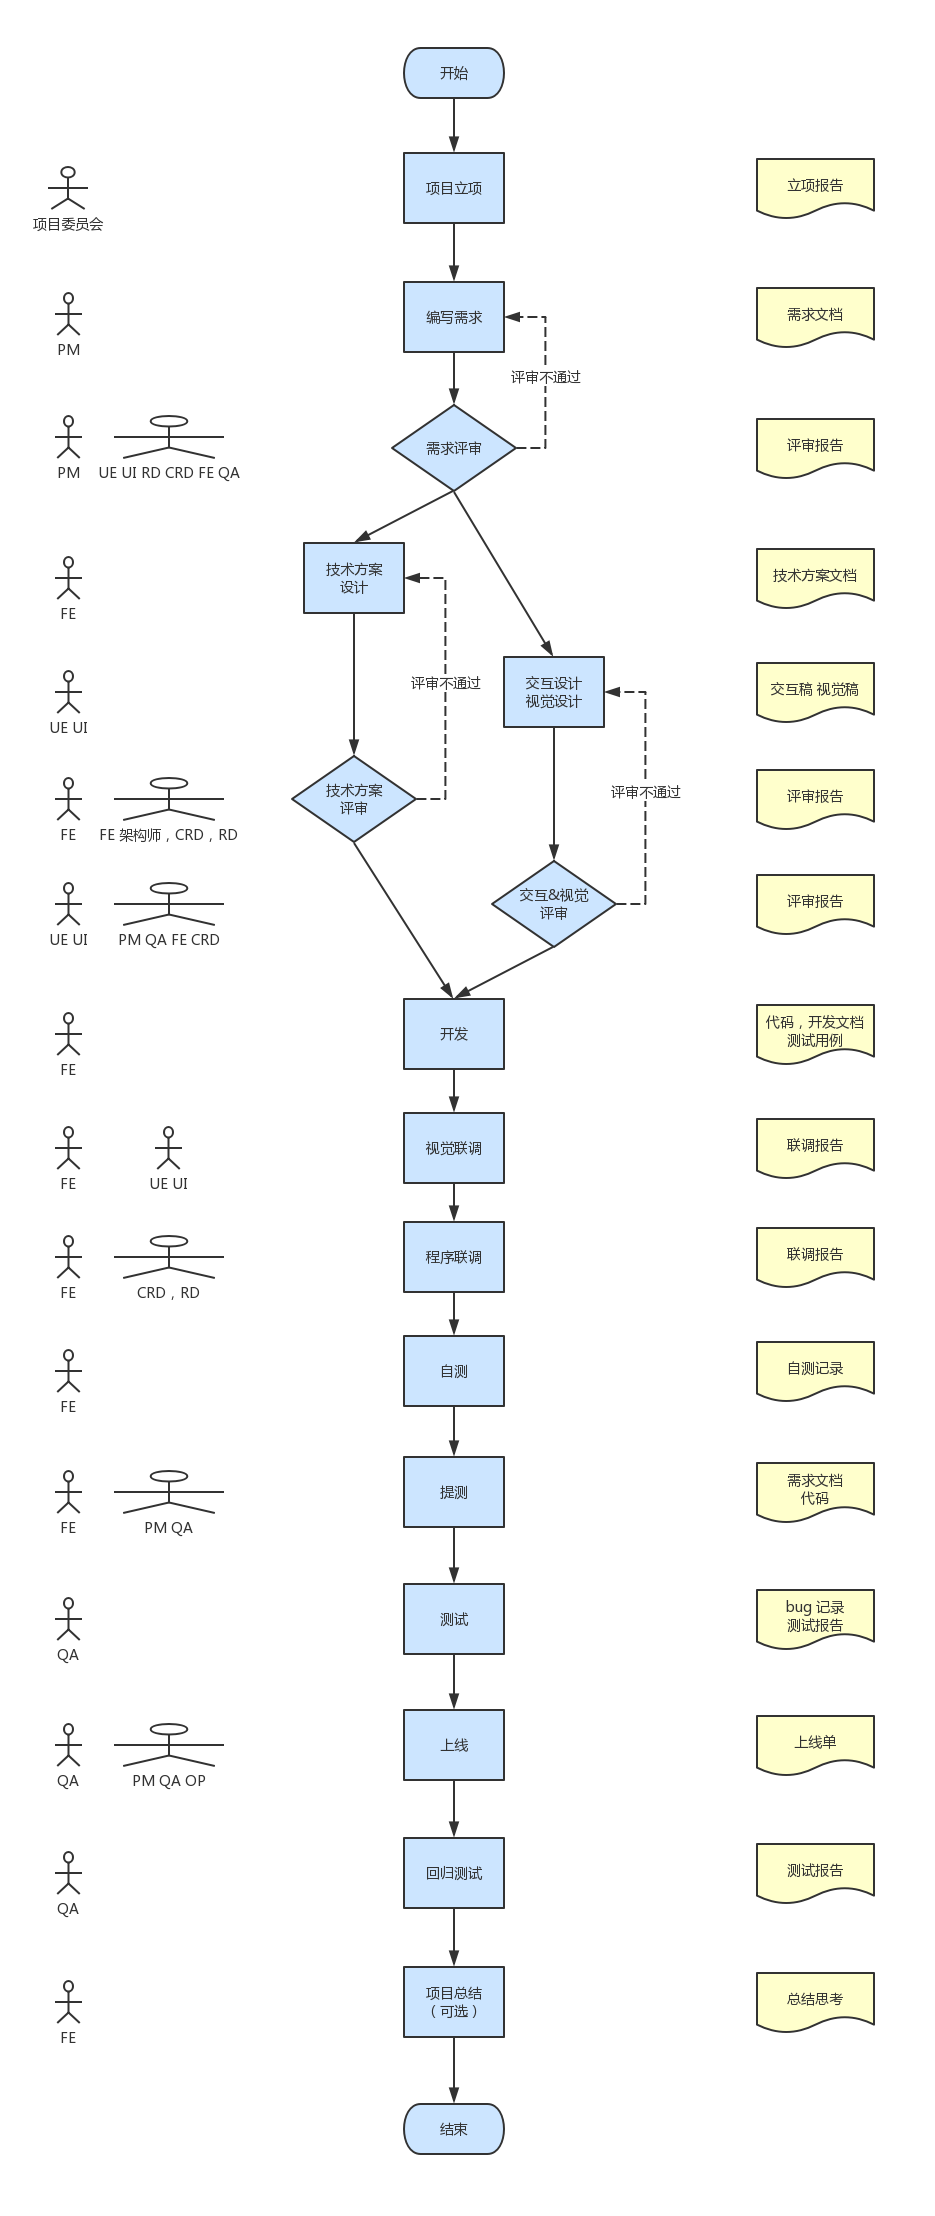 开始
项目委员会
项目立项
立项报告
PM
编写需求
需求文档
评审不通过
PM
UE UI RD CRD FE QA
需求评审
评审报告
FE
技术方案
设计
技术方案文档
评审不通过
UE UI
交互设计
视觉设计
交互稿 视觉稿
评审不通过
FE
FE 架构师，CRD，RD
技术方案
评审
评审报告
UE UI
PM QA FE CRD
交互&视觉
评审
评审报告
FE
开发
代码，开发文档
测试用例
FE
UE UI
视觉联调
联调报告
FE
CRD，RD
程序联调
联调报告
FE
自测
自测记录
FE
PM QA
提测
需求文档
代码
QA
测试
bug 记录
测试报告
QA
PM QA OP
上线
上线单
QA
回归测试
测试报告
FE
项目总结
（可选）
总结思考
结束